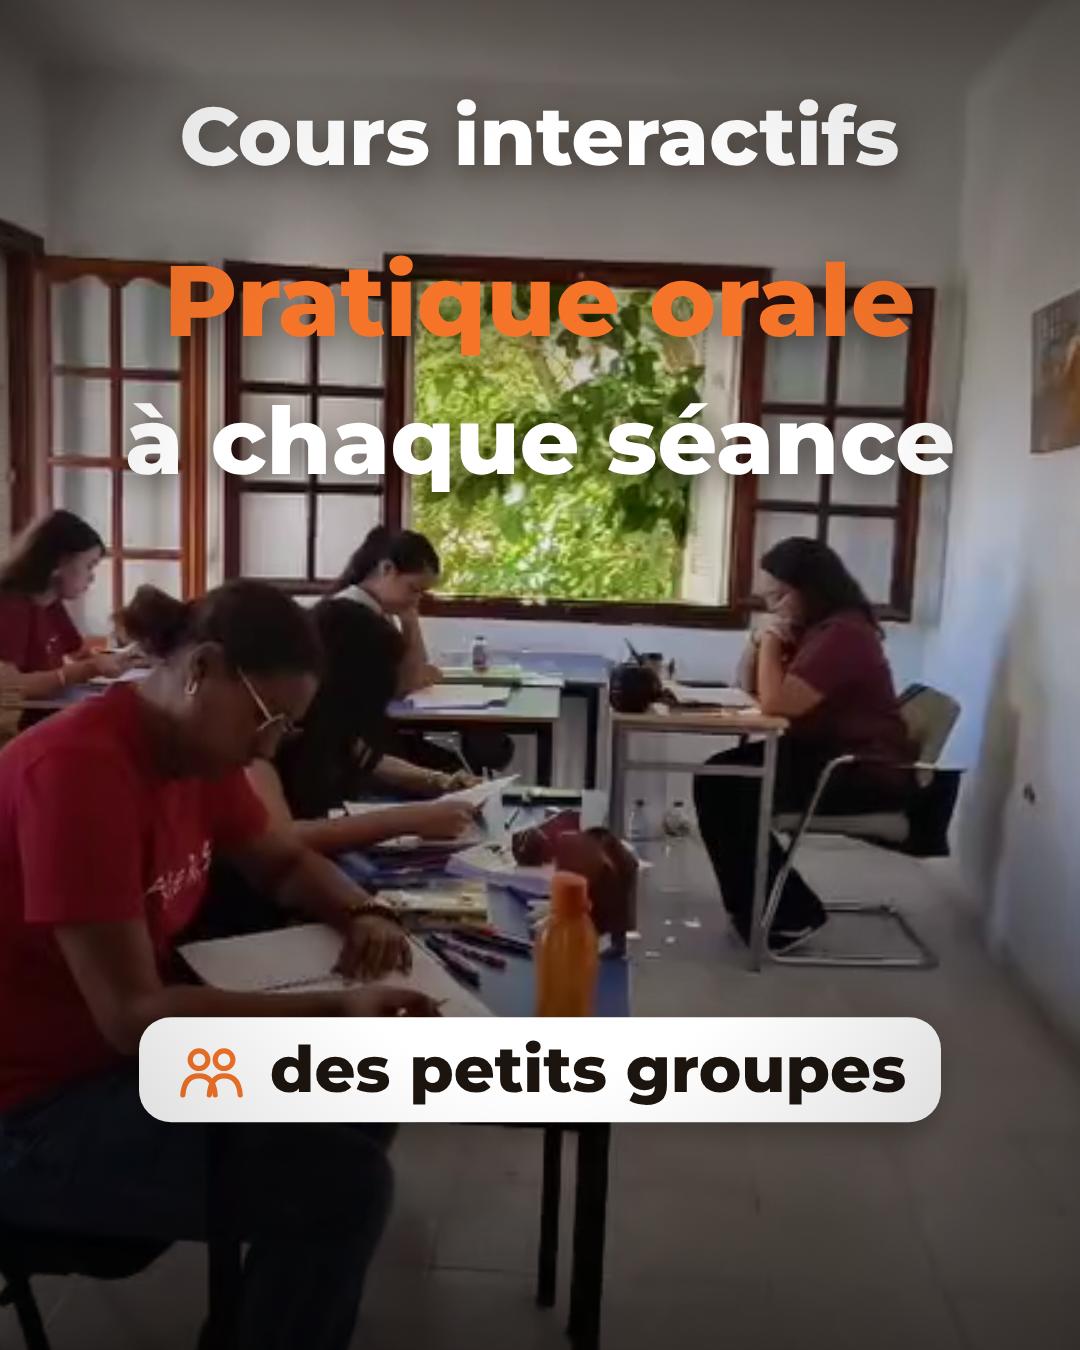 Cours interactifs
Pratique orale
à chaque séance
des petits groupes